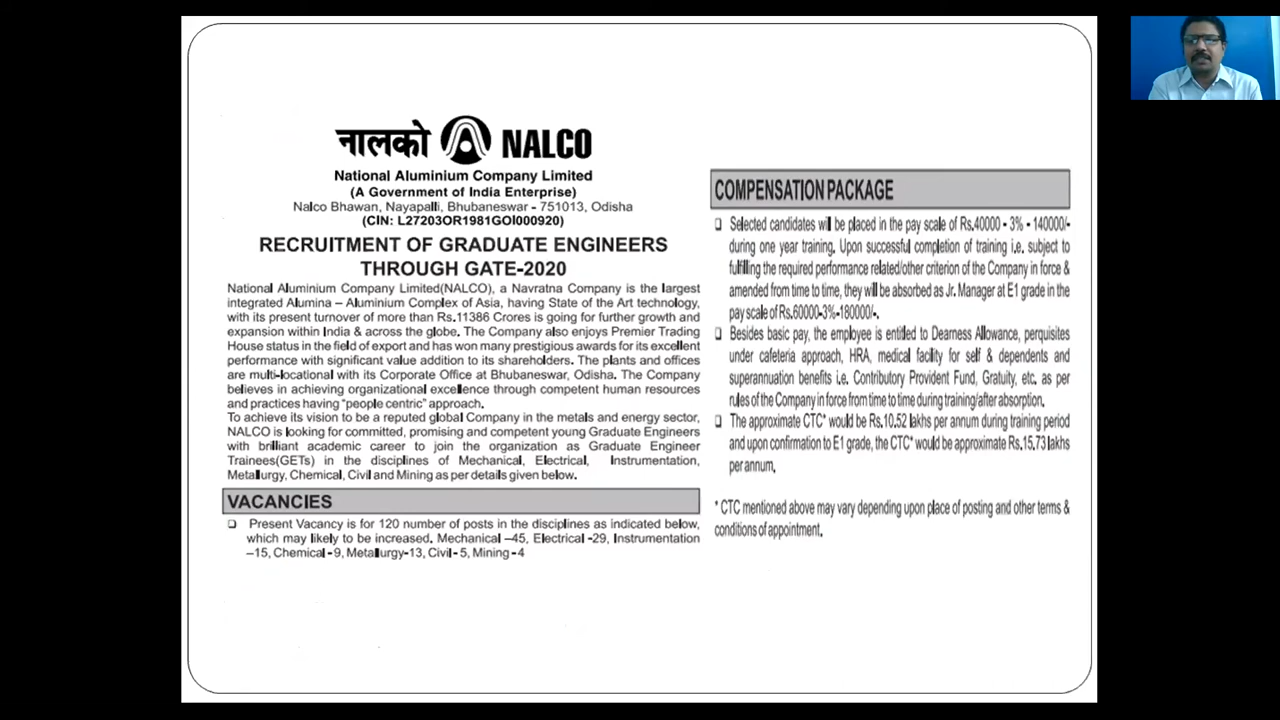 नालको NALCO
National Aluminium Company Limited
(A Government of India Enterprise)
Nalco Bhawan, Nayapalli, Bhubaneswar - 751013, Odisha
(CIN: L27203OR1981GOI000920)
RECRUITMENT OF GRADUATE ENGINEERS
THROUGH GATE-2020
National Aluminium Company Limited(NALCO), a Navratna Company is the largest
integrated Alumina – Aluminium Complex of Asia, having State of the Art technology,
with its present turnover of more than Rs.11386 Crores is going for further growth and
expansion within India & across the globe. The Company also enjoys Premier Trading
House status in the field of export and has won many prestigious awards for its excellent
performance with significant value addition to its shareholders. The plants and offices
are multi-locational with its Corporate Office at Bhubaneswar, Odisha. The Company
believes in achieving organizational excellence through competent human resources
and practices having “people centric” approach.
To achieve its vision to be a reputed global Company in the metals and energy sector,
NALCO is looking for committed, promising and competent young Graduate Engineers
with brilliant academic career to join the organization as Graduate Engineer
Trainees(GETs) in the disciplines of Mechanical, Electrical, Instrumentation,
Metallurgy, Chemical, Civil and Mining as per details given below.
VACANCIES
❑ Present Vacancy is for 120 number of posts in the disciplines as indicated below,
which may likely to be increased. Mechanical –45, Electrical -29, Instrumentation
–15, Chemical -9, Metallurgy-13, Civil - 5, Mining - 4
COMPENSATION PACKAGE
❑ Selected candidates will be placed in the pay scale of Rs.40000 - 3% - 140000/-
during one year training. Upon successful completion of training i.e. subject to
fulfilling the required performance related/other criterion of the Company in force &
amended from time to time, they will be absorbed as Jr. Manager at E1 grade in the
pay scale of Rs.60000-3%-180000/-.
❑ Besides basic pay, the employee is entitled to Dearness Allowance, perquisites
under cafeteria approach, HRA, medical facility for self & dependents and
superannuation benefits i.e. Contributory Provident Fund, Gratuity, etc. as per
rules of the Company in force from time to time during training/after absorption.
❑ The approximate CTC* would be Rs.10.52 lakhs per annum during training period
and upon confirmation to E1 grade, the CTC* would be approximate Rs.15.73 lakhs
per annum.
* CTC mentioned above may vary depending upon place of posting and other terms &
conditions of appointment.